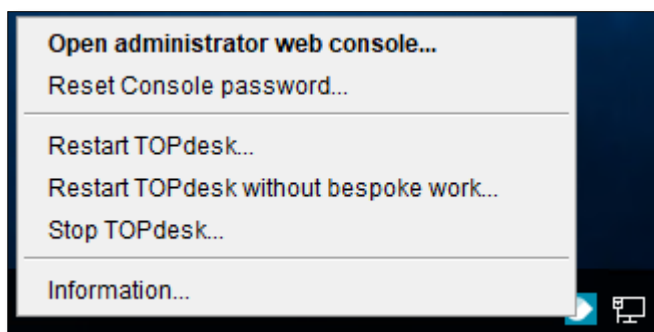 Open administrator web console...
Reset Console password...
Restart TOPdesk...
Restart TOPdesk without bespoke work...
Stop TOPdesk...
Information...